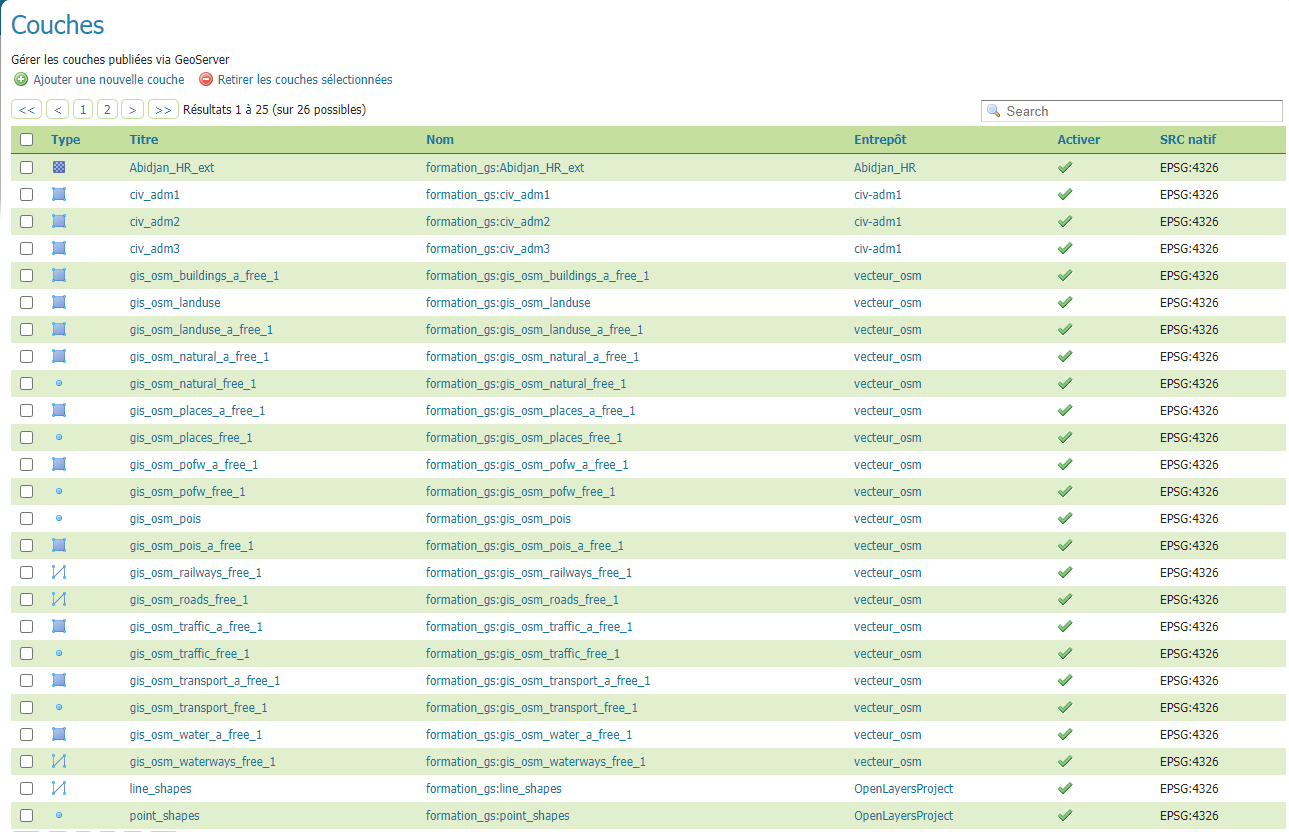 Couches
Gérer les couches publiées via GeoServer
Ajouter une nouvelle couche Retirer les couches sélectionnées
<< < 1 2 > >> Résultats 1 à 25 (sur 26 possibles) Search
Type Titre Nom Entrepôt Activer SRC natif
Abidjan_HR_ext formation_gs:Abidjan_HR_ext Abidjan_HR EPSG:4326
civ_adm1 formation_gs:civ_adm1 civ-adm1 EPSG:4326
civ_adm2 formation_gs:civ_adm2 civ-adm1 EPSG:4326
civ_adm3 formation_gs:civ_adm3 civ-adm1 EPSG:4326
gis_osm_buildings_a_free_1 formation_gs:gis_osm_buildings_a_free_1 vecteur_osm EPSG:4326
gis_osm_landuse formation_gs:gis_osm_landuse vecteur_osm EPSG:4326
gis_osm_landuse_a_free_1 formation_gs:gis_osm_landuse_a_free_1 vecteur_osm EPSG:4326
gis_osm_natural_a_free_1 formation_gs:gis_osm_natural_a_free_1 vecteur_osm EPSG:4326
gis_osm_natural_free_1 formation_gs:gis_osm_natural_free_1 vecteur_osm EPSG:4326
gis_osm_places_a_free_1 formation_gs:gis_osm_places_a_free_1 vecteur_osm EPSG:4326
gis_osm_places_free_1 formation_gs:gis_osm_places_free_1 vecteur_osm EPSG:4326
gis_osm_pofw_a_free_1 formation_gs:gis_osm_pofw_a_free_1 vecteur_osm EPSG:4326
gis_osm_pofw_free_1 formation_gs:gis_osm_pofw_free_1 vecteur_osm EPSG:4326
gis_osm_pois formation_gs:gis_osm_pois vecteur_osm EPSG:4326
gis_osm_pois_a_free_1 formation_gs:gis_osm_pois_a_free_1 vecteur_osm EPSG:4326
gis_osm_railways_free_1 formation_gs:gis_osm_railways_free_1 vecteur_osm EPSG:4326
gis_osm_roads_free_1 formation_gs:gis_osm_roads_free_1 vecteur_osm EPSG:4326
gis_osm_traffic_a_free_1 formation_gs:gis_osm_traffic_a_free_1 vecteur_osm EPSG:4326
gis_osm_traffic_free_1 formation_gs:gis_osm_traffic_free_1 vecteur_osm EPSG:4326
gis_osm_transport_a_free_1 formation_gs:gis_osm_transport_a_free_1 vecteur_osm EPSG:4326
gis_osm_transport_free_1 formation_gs:gis_osm_transport_free_1 vecteur_osm EPSG:4326
gis_osm_water_a_free_1 formation_gs:gis_osm_water_a_free_1 vecteur_osm EPSG:4326
gis_osm_waterways_free_1 formation_gs:gis_osm_waterways_free_1 vecteur_osm EPSG:4326
line_shapes formation_gs:line_shapes OpenLayersProject EPSG:4326
point_shapes formation_gs:point_shapes OpenLayersProject EPSG:4326